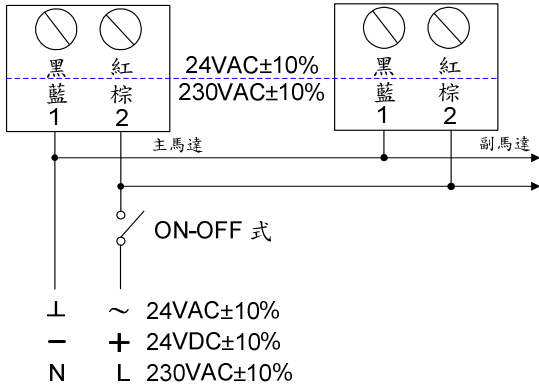 黑 紅 24VAC±10% 黑 紅
藍 棕 230VAC±10% 藍 棕
1 2 1 2
主馬達 副馬達
ON-OFF 式
⊥ ~ 24VAC±10%
− + 24VDC±10%
N L 230VAC±10%